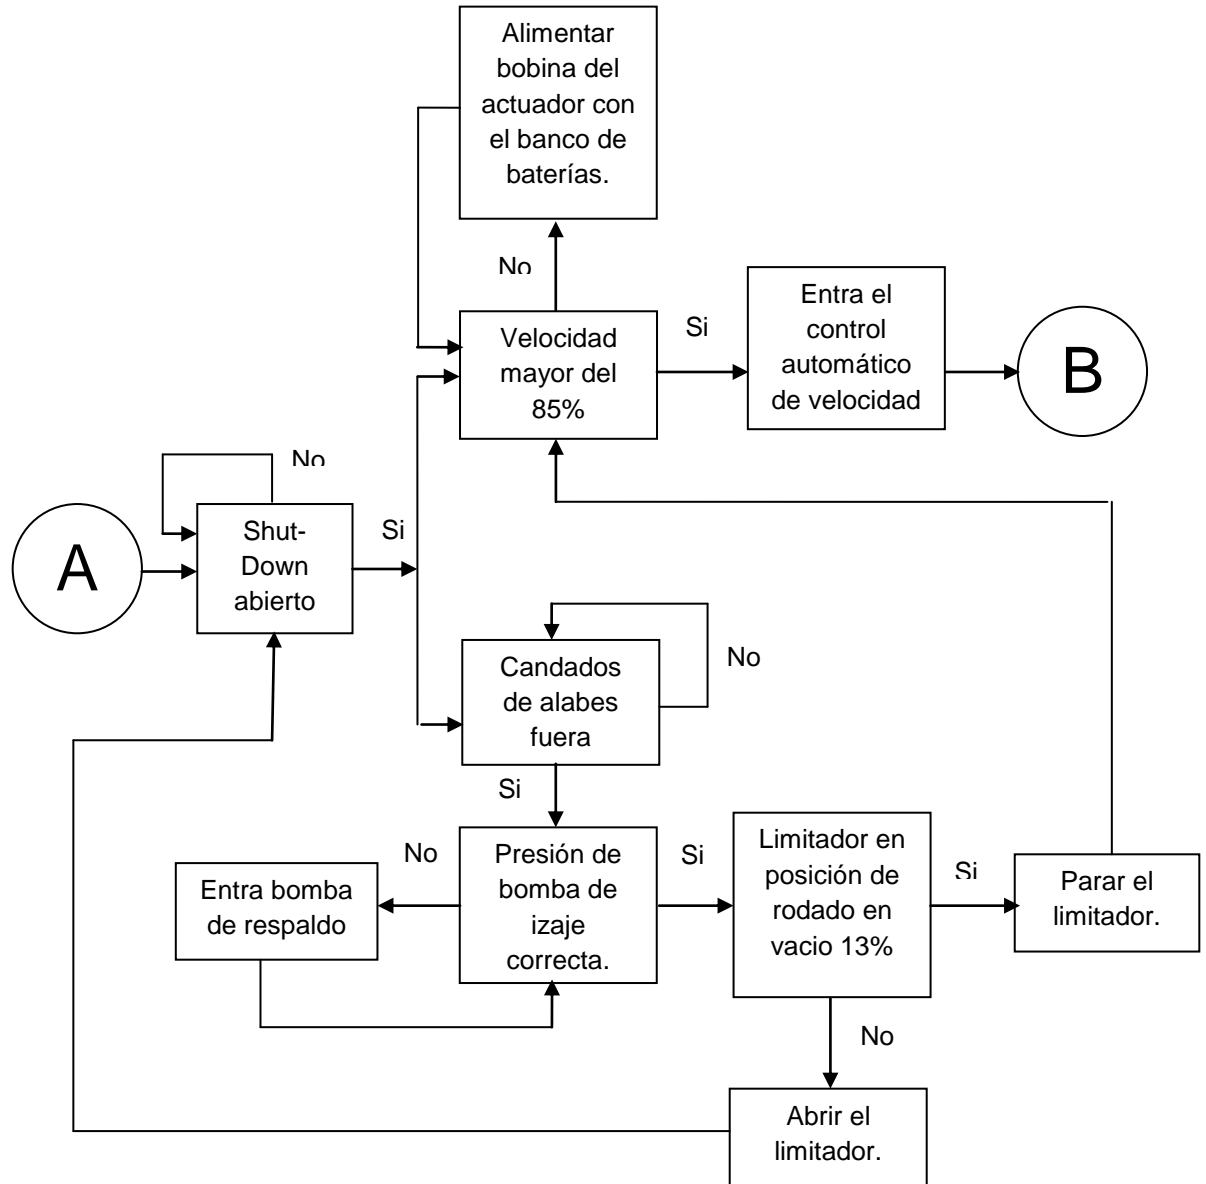 Alimentar
bobina del
actuador con
el banco de
baterías.
No
Velocidad
mayor del
85%
Si
Entra el
control
automático
de velocidad
B
No
A
Shut-
Down
abierto
Si
Candados
de alabes
fuera
No
Si
No
Presión de
bomba de
izaje
correcta.
Si
Entra bomba
de respaldo
Limitador en
posición de
rodado en
vacio 13%
Si
Parar el
limitador.
No
Abrir el
limitador.